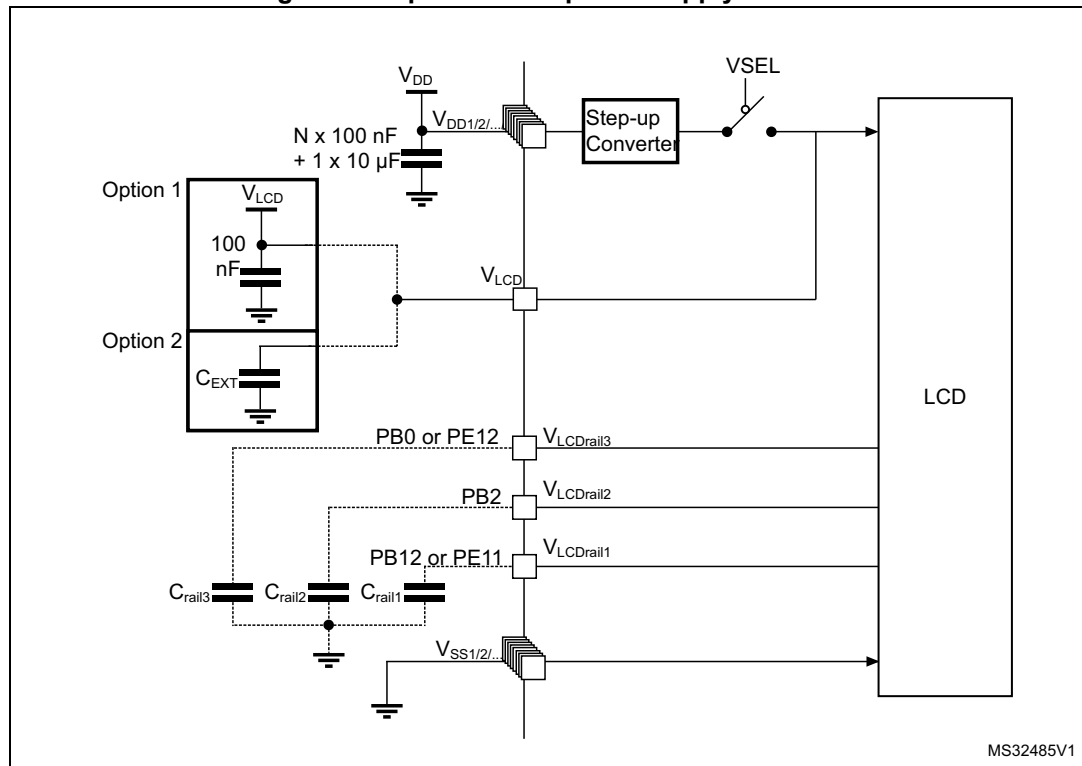 VDD
VSEL
VDD1/2/...
N x 100 nF
+ 1 x 10 µF
Step-up
Converter
Option 1
VLCD
100
nF
VLCD
Option 2
CEXT
LCD
PB0 or PE12
VLCDrail3
PB2
VLCDrail2
PB12 or PE11
VLCDrail1
Crail3
Crail2
Crail1
VSS1/2/...
MS32485V1